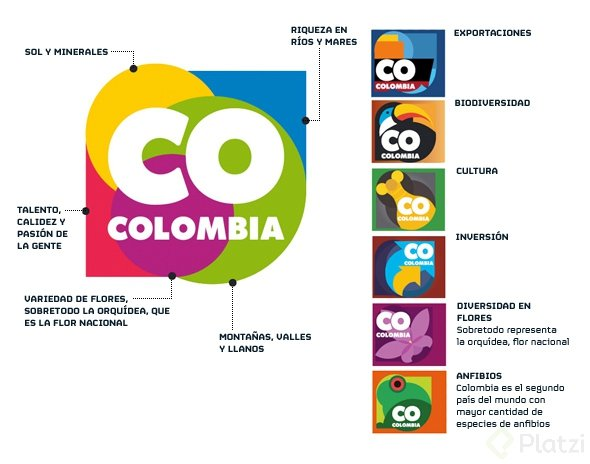 SOL Y MINERALES
RIQUEZA EN
RÍOS Y MARES
CO
COLOMBIA
TALENTO,
CALIDEZ Y
PASIÓN DE
LA GENTE
VARIEDAD DE FLORES,
SOBRETODO LA ORQUÍDEA, QUE
ES LA FLOR NACIONAL
MONTAÑAS, VALLES
Y LLANOS
EXPORTACIONES
CO
COLOMBIA
BIODIVERSIDAD
CO
COLOMBIA
CULTURA
CO
COLOMBIA
INVERSIÓN
CO
COLOMBIA
DIVERSIDAD EN
FLORES
Sobretodo representa
la orquídea, flor nacional
CO
COLOMBIA
ANFIBIOS
Colombia es el segundo
país del mundo con
mayor cantidad de
especies de anfibios
CO
COLOMBIA
Platzi